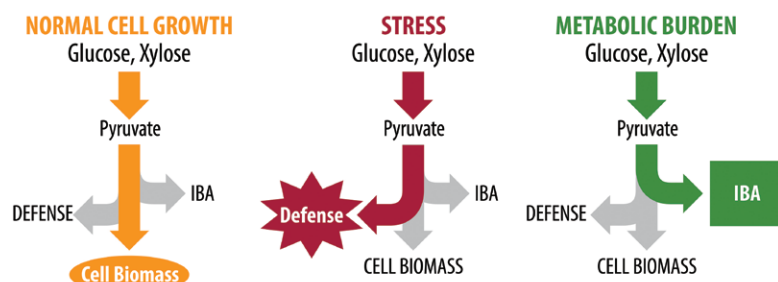 NORMAL CELL GROWTH
Glucose, Xylose
Pyruvate
DEFENSE
IBA
Cell Biomass
STRESS
Glucose, Xylose
Pyruvate
Defense
IBA
CELL BIOMASS
METABOLIC BURDEN
Glucose, Xylose
Pyruvate
IBA
DEFENSE
CELL BIOMASS